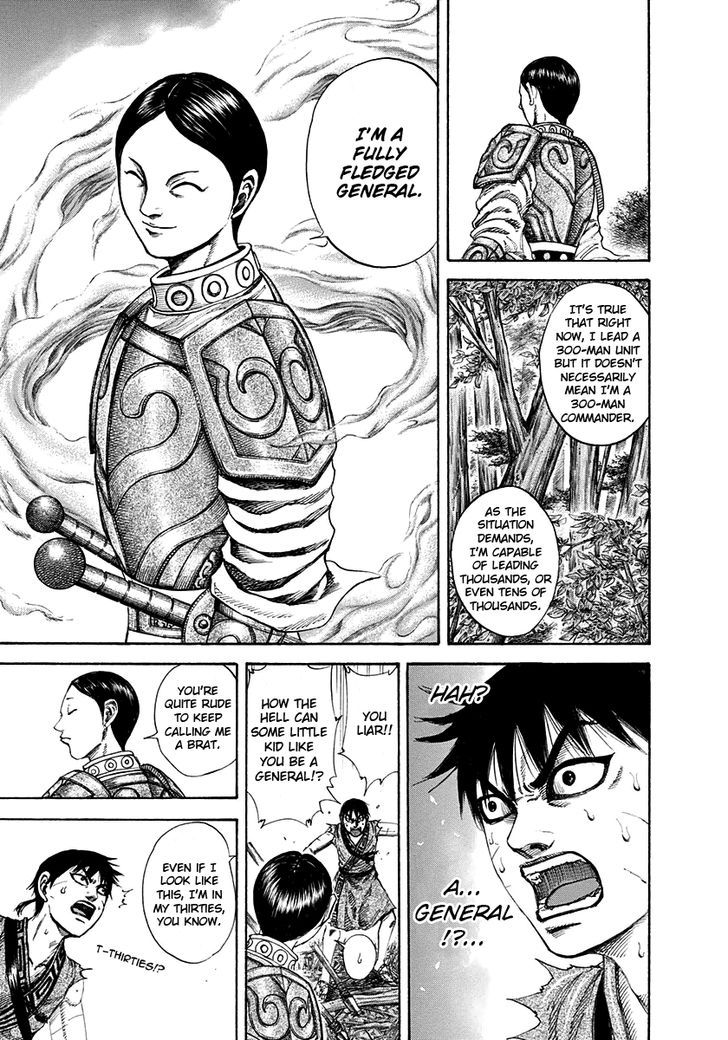 IT'S TRUE
THAT RIGHT
NOW, I LEAD A
300-MAN UNIT
BUT IT DOESN'T
NECESSARILY
MEAN I'M A
300-MAN
COMMANDER.
AS THE
SITUATION
DEMANDS,
I'M CAPABLE
OF LEADING
THOUSANDS, OR
EVEN TENS OF
THOUSANDS.
I'M A
FULLY
FLEDGED
GENERAL.
HAH?
A...
GENERAL
!?...
YOU
LIAR!!
HOW THE
HELL CAN
SOME LITTLE
KID LIKE
YOU BE A
GENERAL!?
YOU'RE
QUITE RUDE
TO KEEP
CALLING ME
A BRAT.
EVEN IF I
LOOK LIKE
THIS, I'M IN
MY THIRTIES,
YOU KNOW.
T-THIRTIES!?